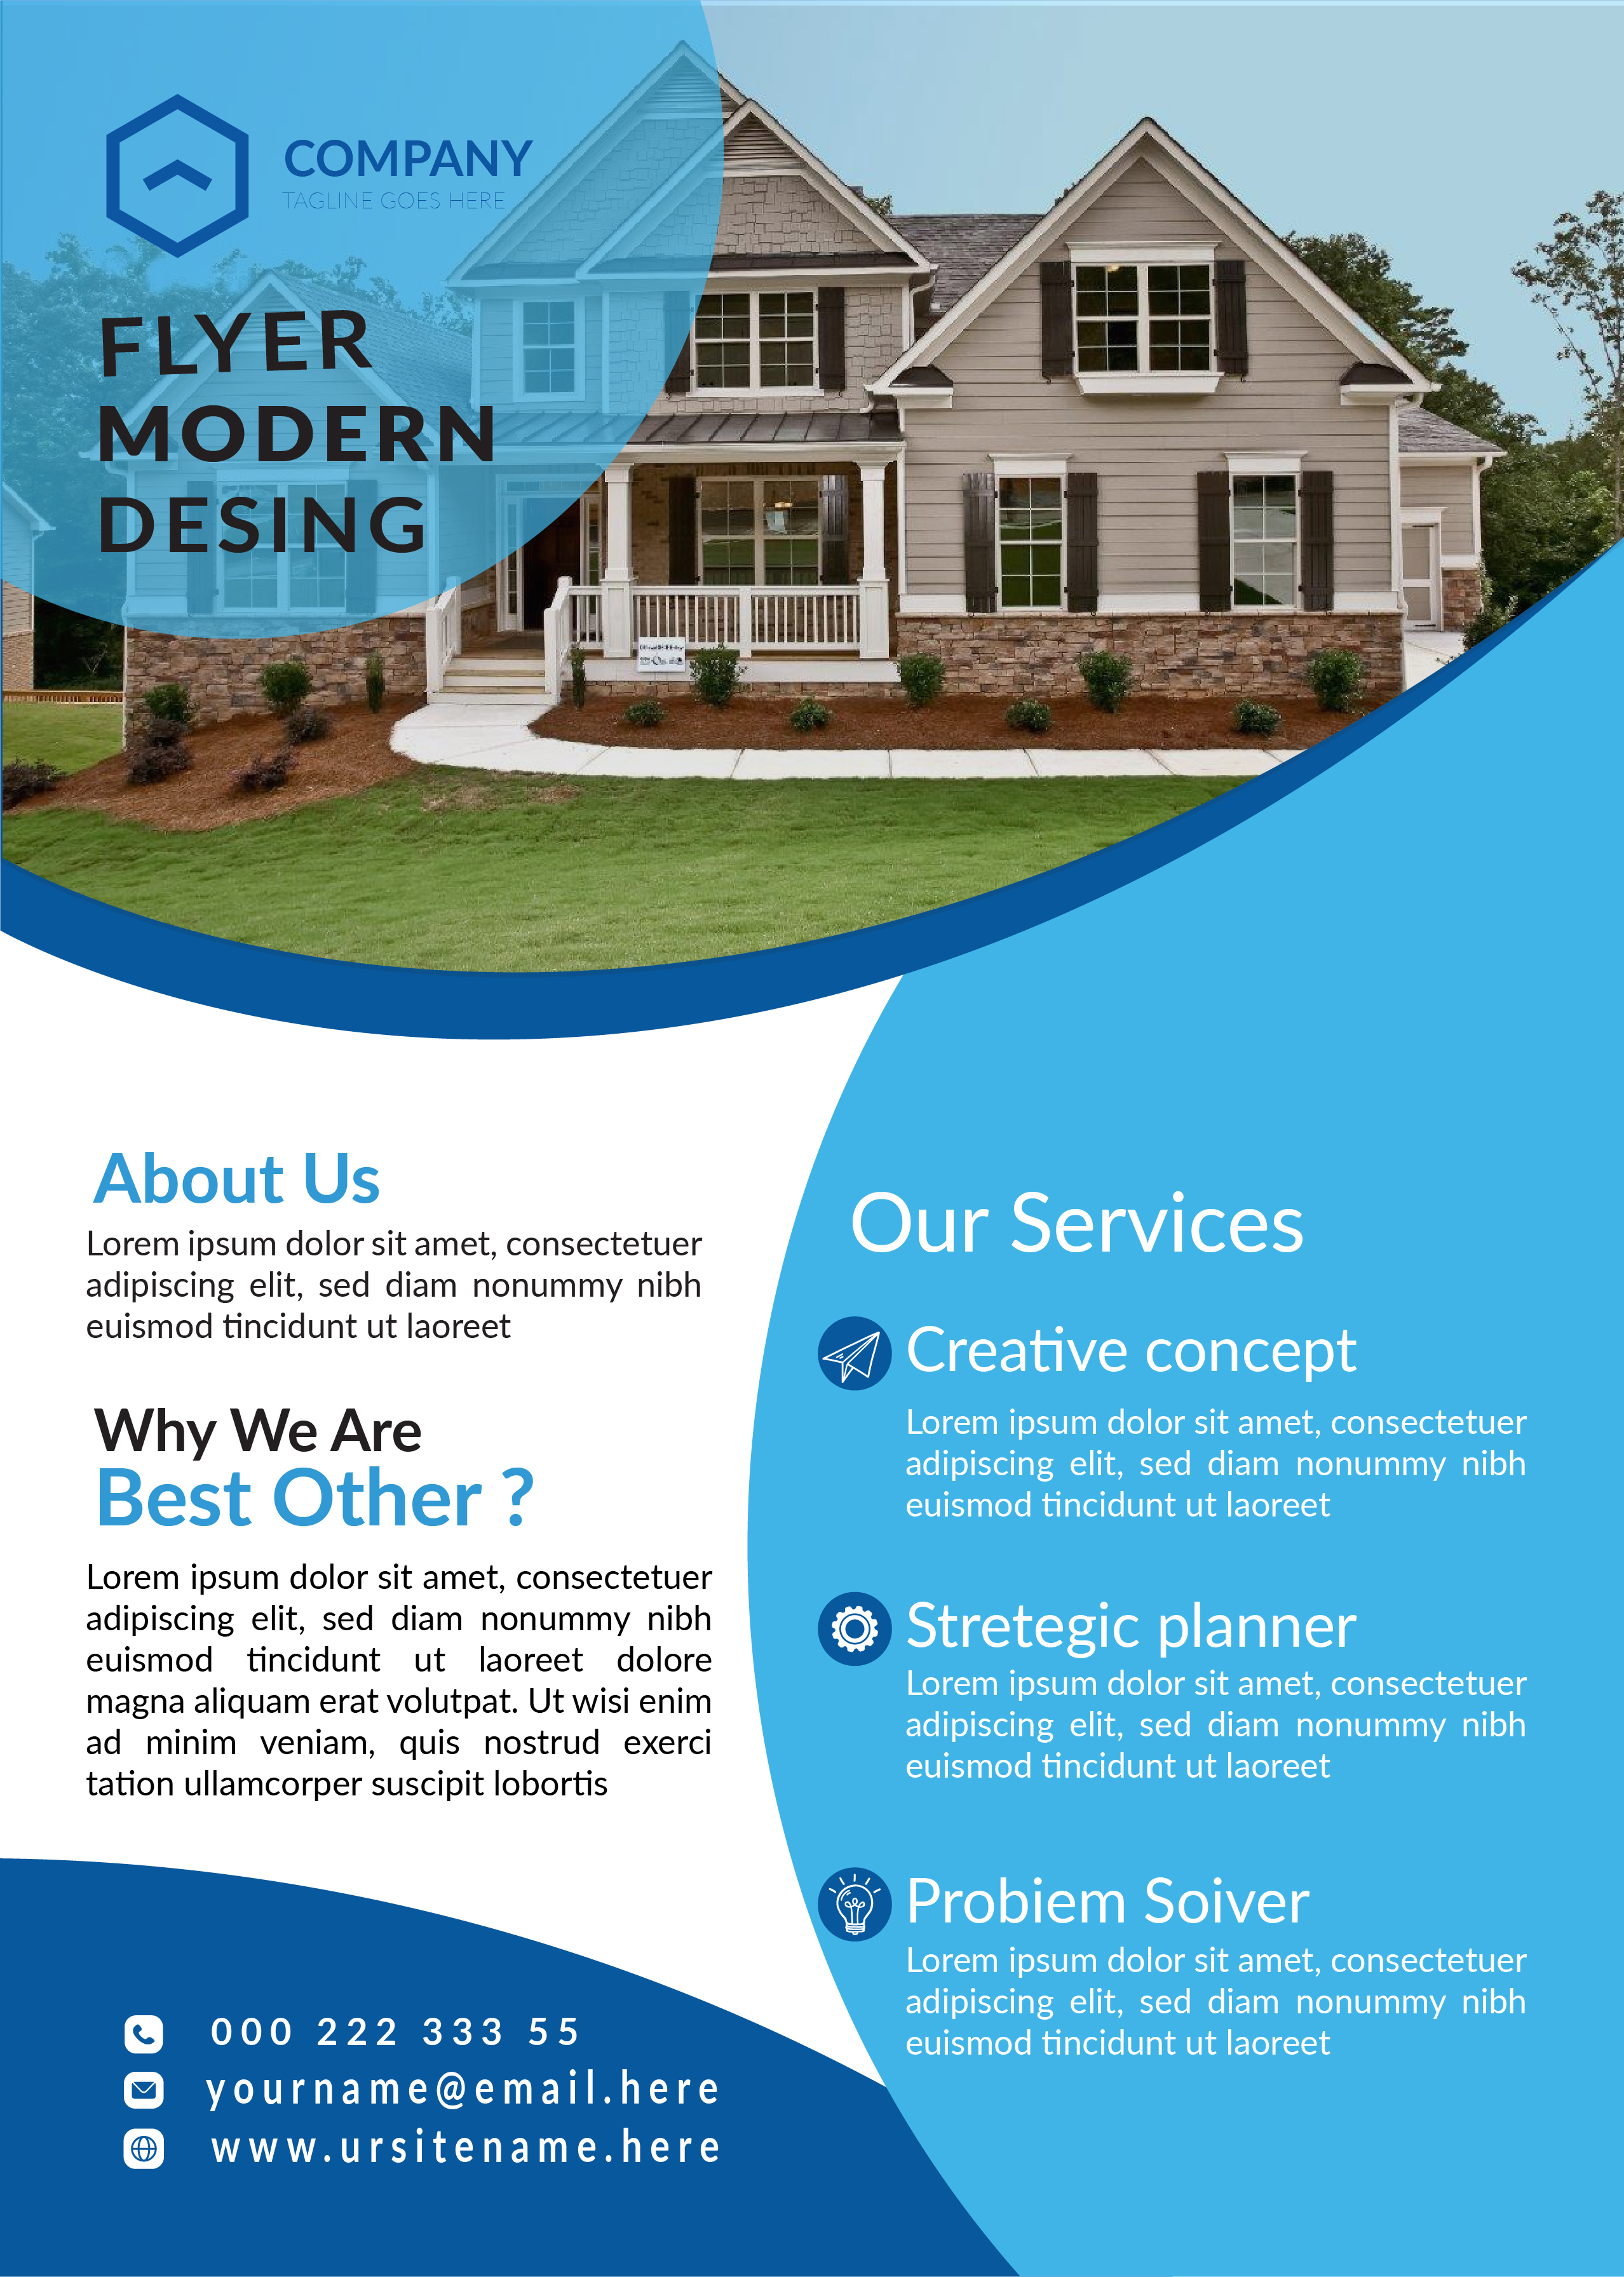 COMPANY
TAGLINE GOES HERE
FLYER
MODERN
DESING
About Us
Lorem ipsum dolor sit amet, consectetuer
adipiscing elit, sed diam nonummy nibh
euismod tincidunt ut laoreet
Why We Are
Best Other ?
Lorem ipsum dolor sit amet, consectetuer
adipiscing elit, sed diam nonummy nibh
euismod tincidunt ut laoreet dolore
magna aliquam erat volutpat. Ut wisi enim
ad minim veniam, quis nostrud exerci
tation ullamcorper suscipit lobortis
Our Services
Creative concept
Lorem ipsum dolor sit amet, consectetuer
adipiscing elit, sed diam nonummy nibh
euismod tincidunt ut laoreet
Stretegic planner
Lorem ipsum dolor sit amet, consectetuer
adipiscing elit, sed diam nonummy nibh
euismod tincidunt ut laoreet
Probiem Soiver
Lorem ipsum dolor sit amet, consectetuer
adipiscing elit, sed diam nonummy nibh
euismod tincidunt ut laoreet
000 222 333 55
yourname@email.here
www.ursitename.here